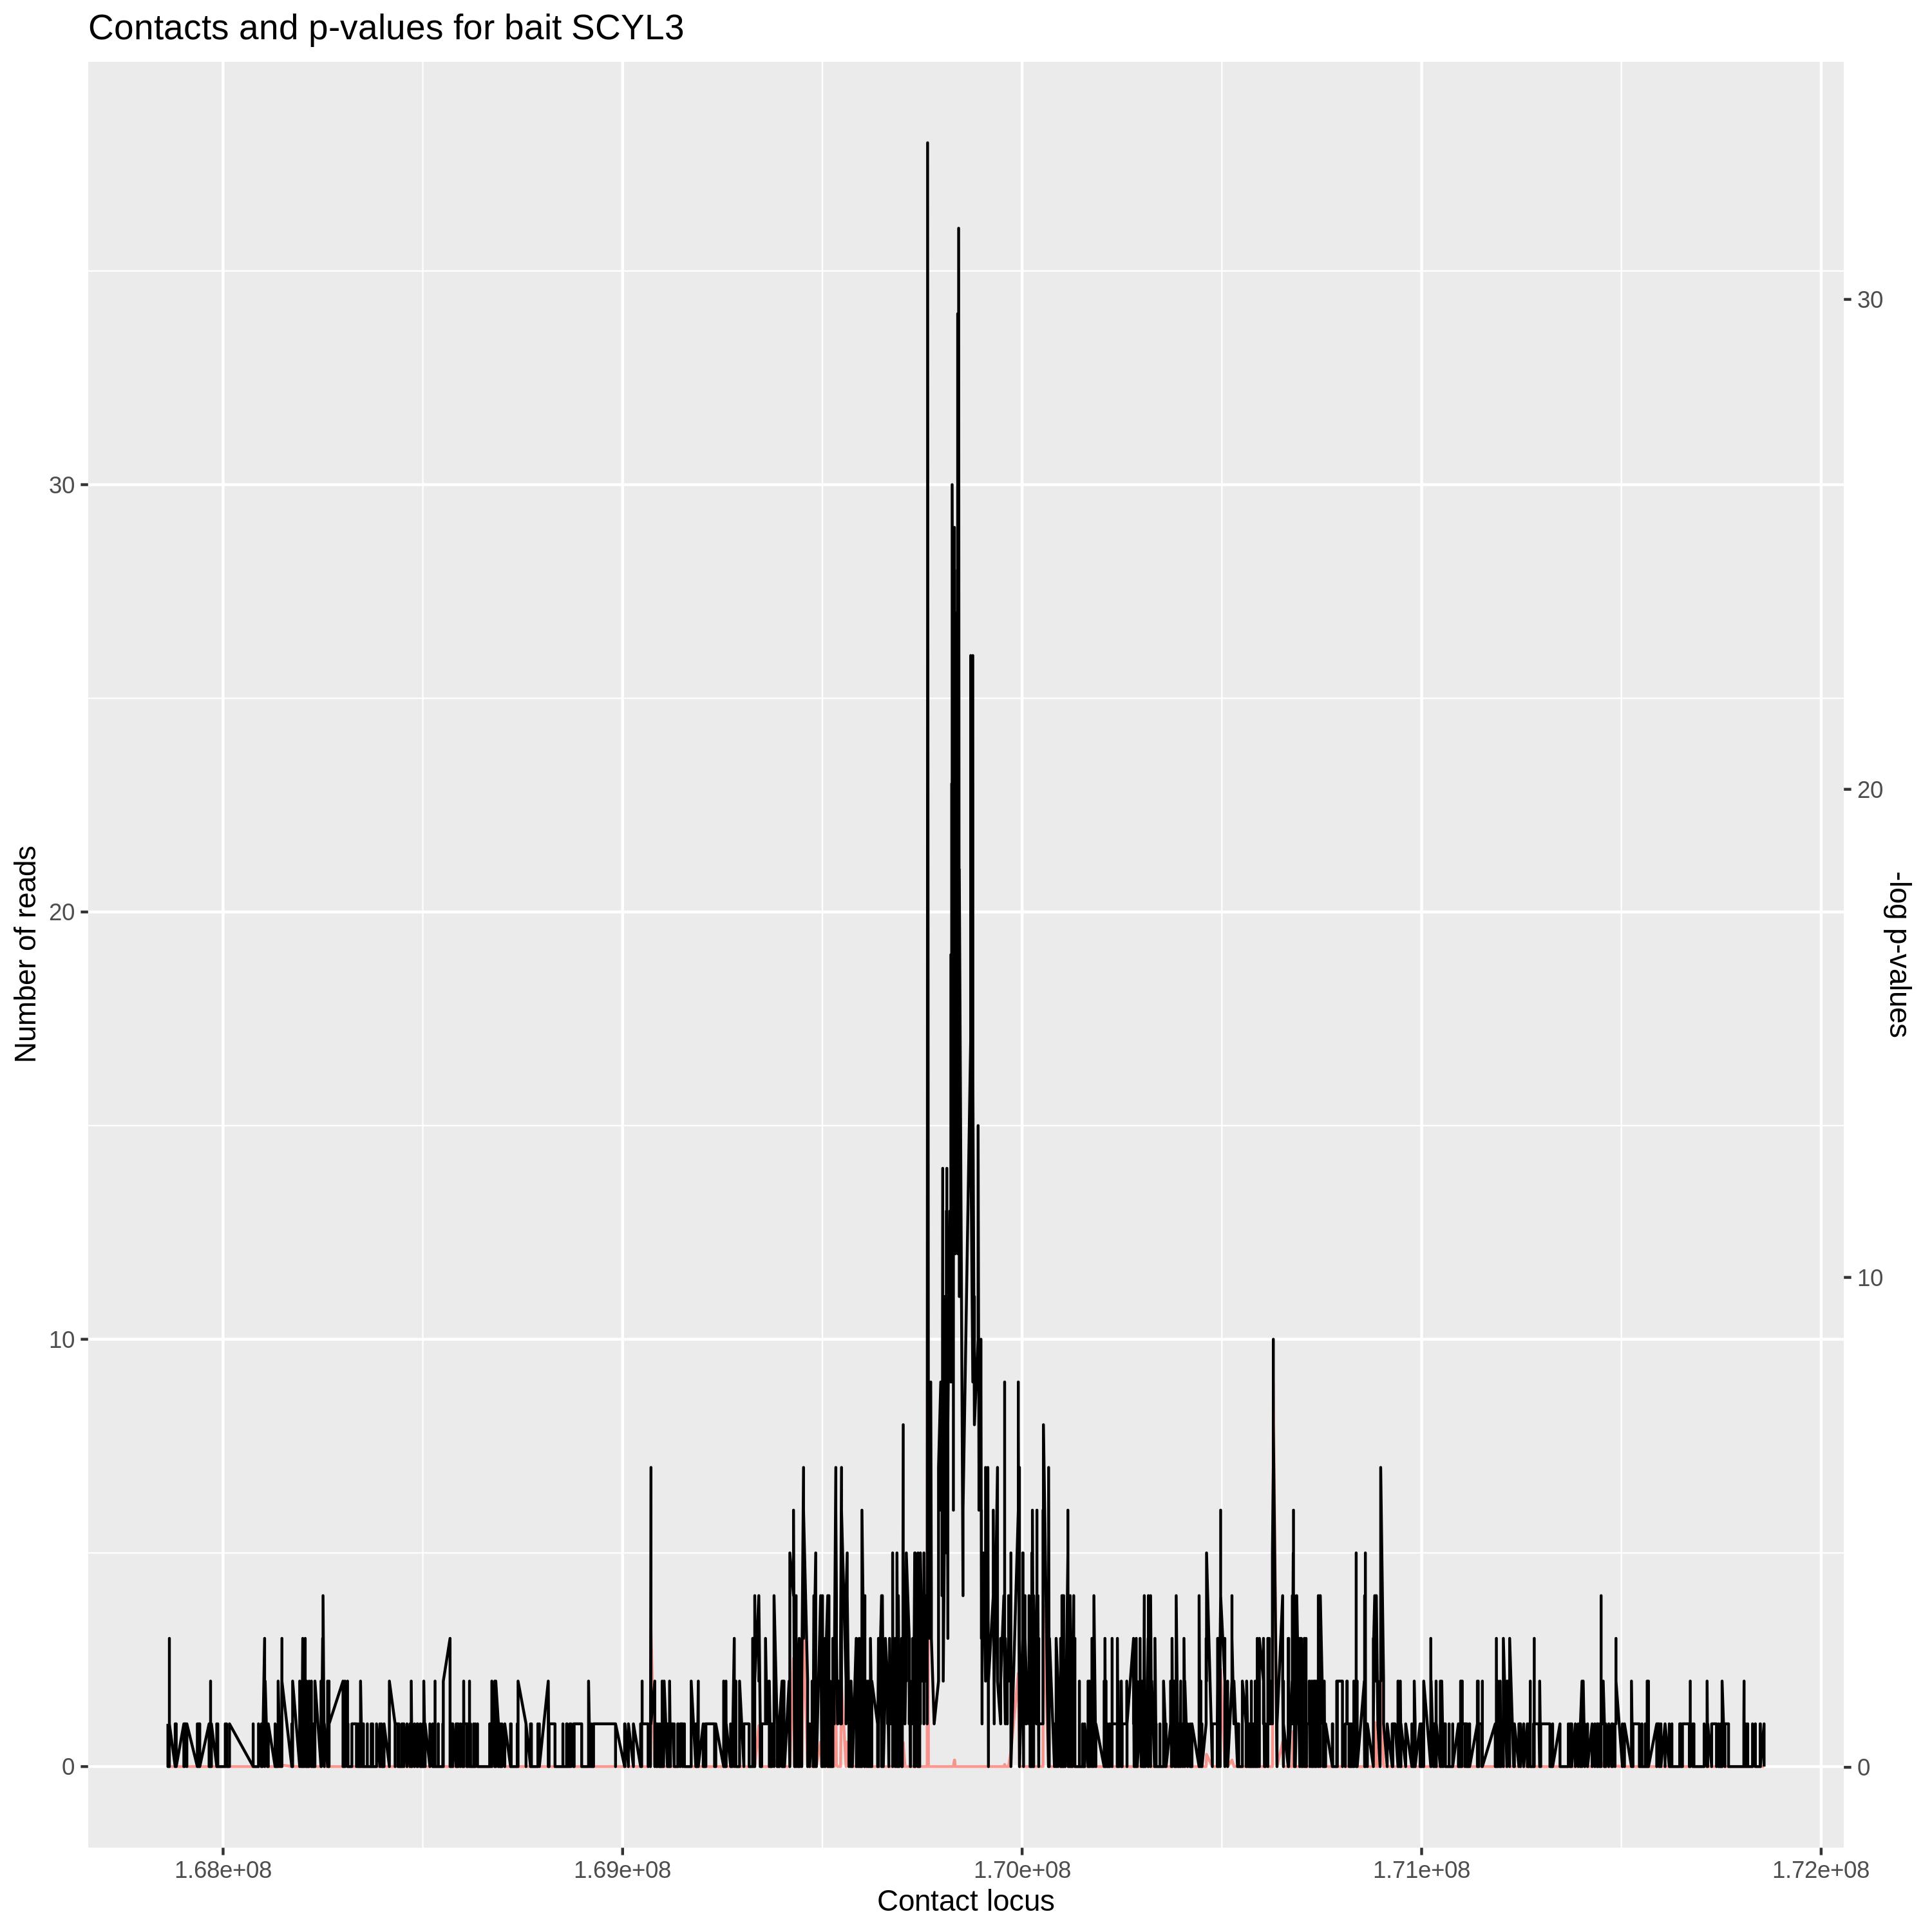 Contacts and p-values for bait SCYL3
Number of reads
30
20
10
0
30
20
10
0
-log p-values
1.68e+08 1.69e+08 1.70e+08 1.71e+08 1.72e+08
Contact locus